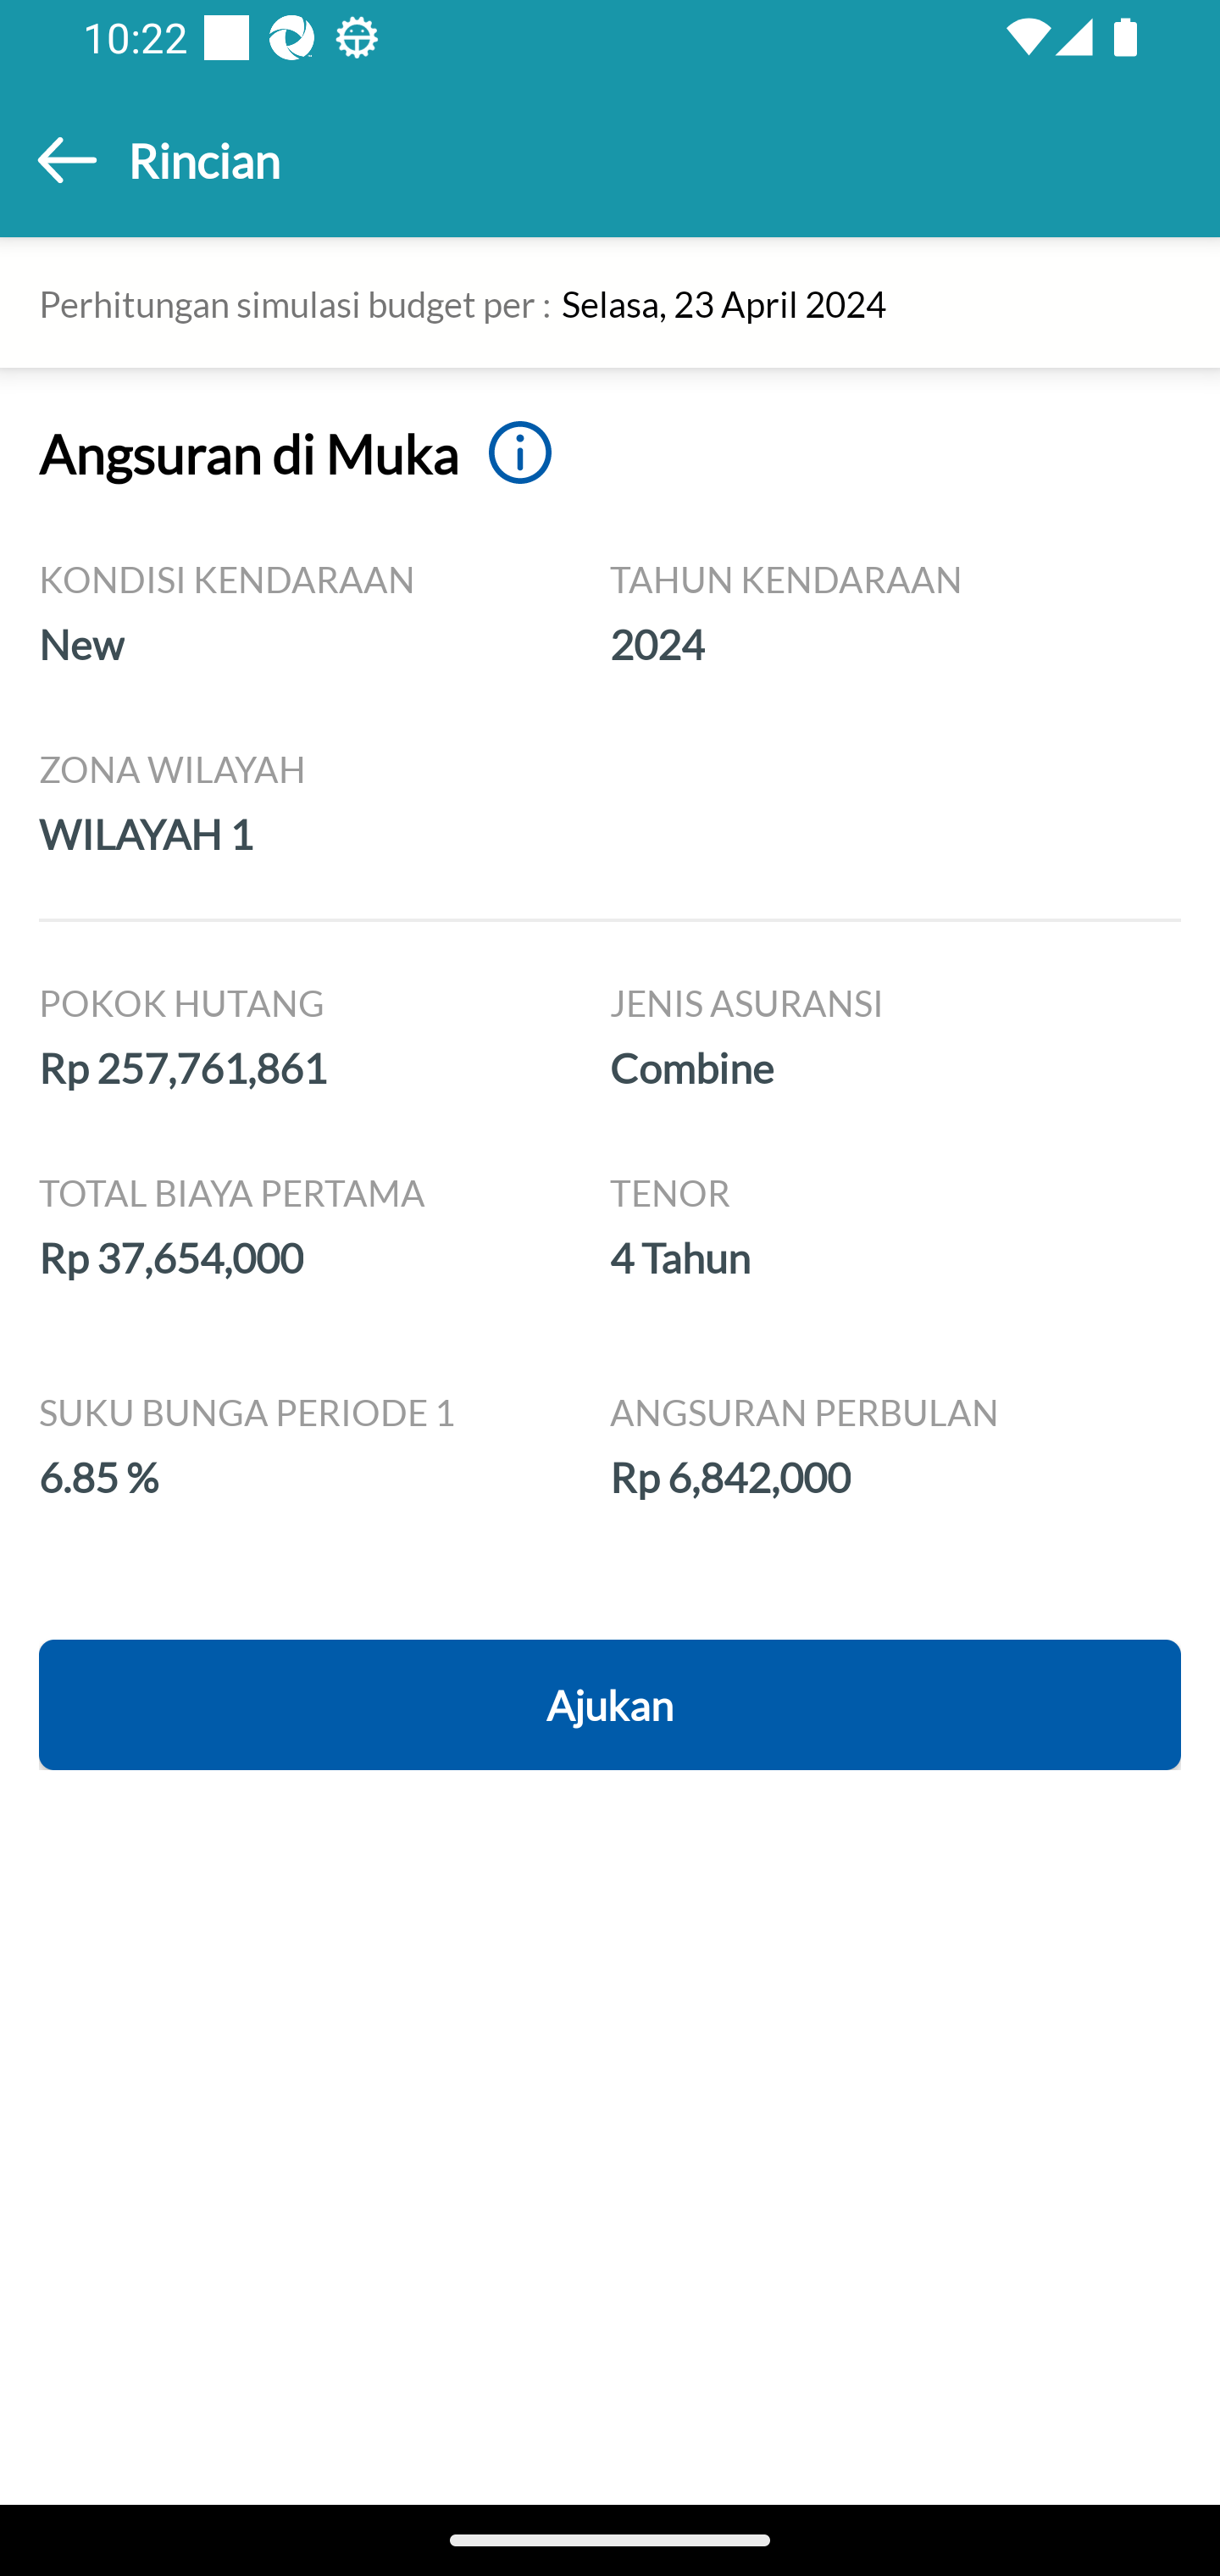 10:22
Rincian
Perhitungan simulasi budget per : Selasa, 23 April 2024
Angsuran di Muka
KONDISI KENDARAAN
New
TAHUN KENDARAAN
2024
ZONA WILAYAH
WILAYAH 1
POKOK HUTANG
Rp 257,761,861
JENIS ASURANSI
Combine
TOTAL BIAYA PERTAMA
Rp 37,654,000
TENOR
4 Tahun
SUKU BUNGA PERIODE 1
6.85 %
ANGSURAN PERBULAN
Rp 6,842,000
Ajukan